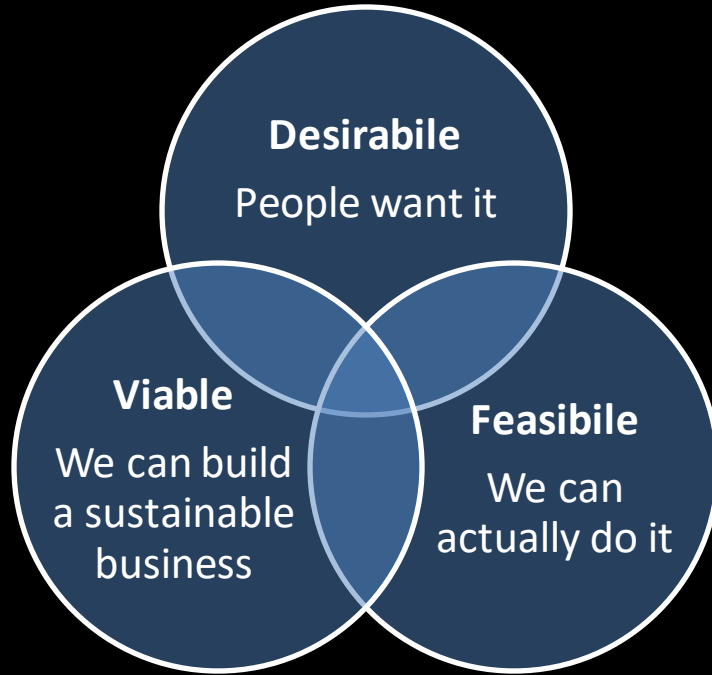 Desirabile
People want it
Viable
We can build
a sustainable
business
Feasibile
We can
actually do it